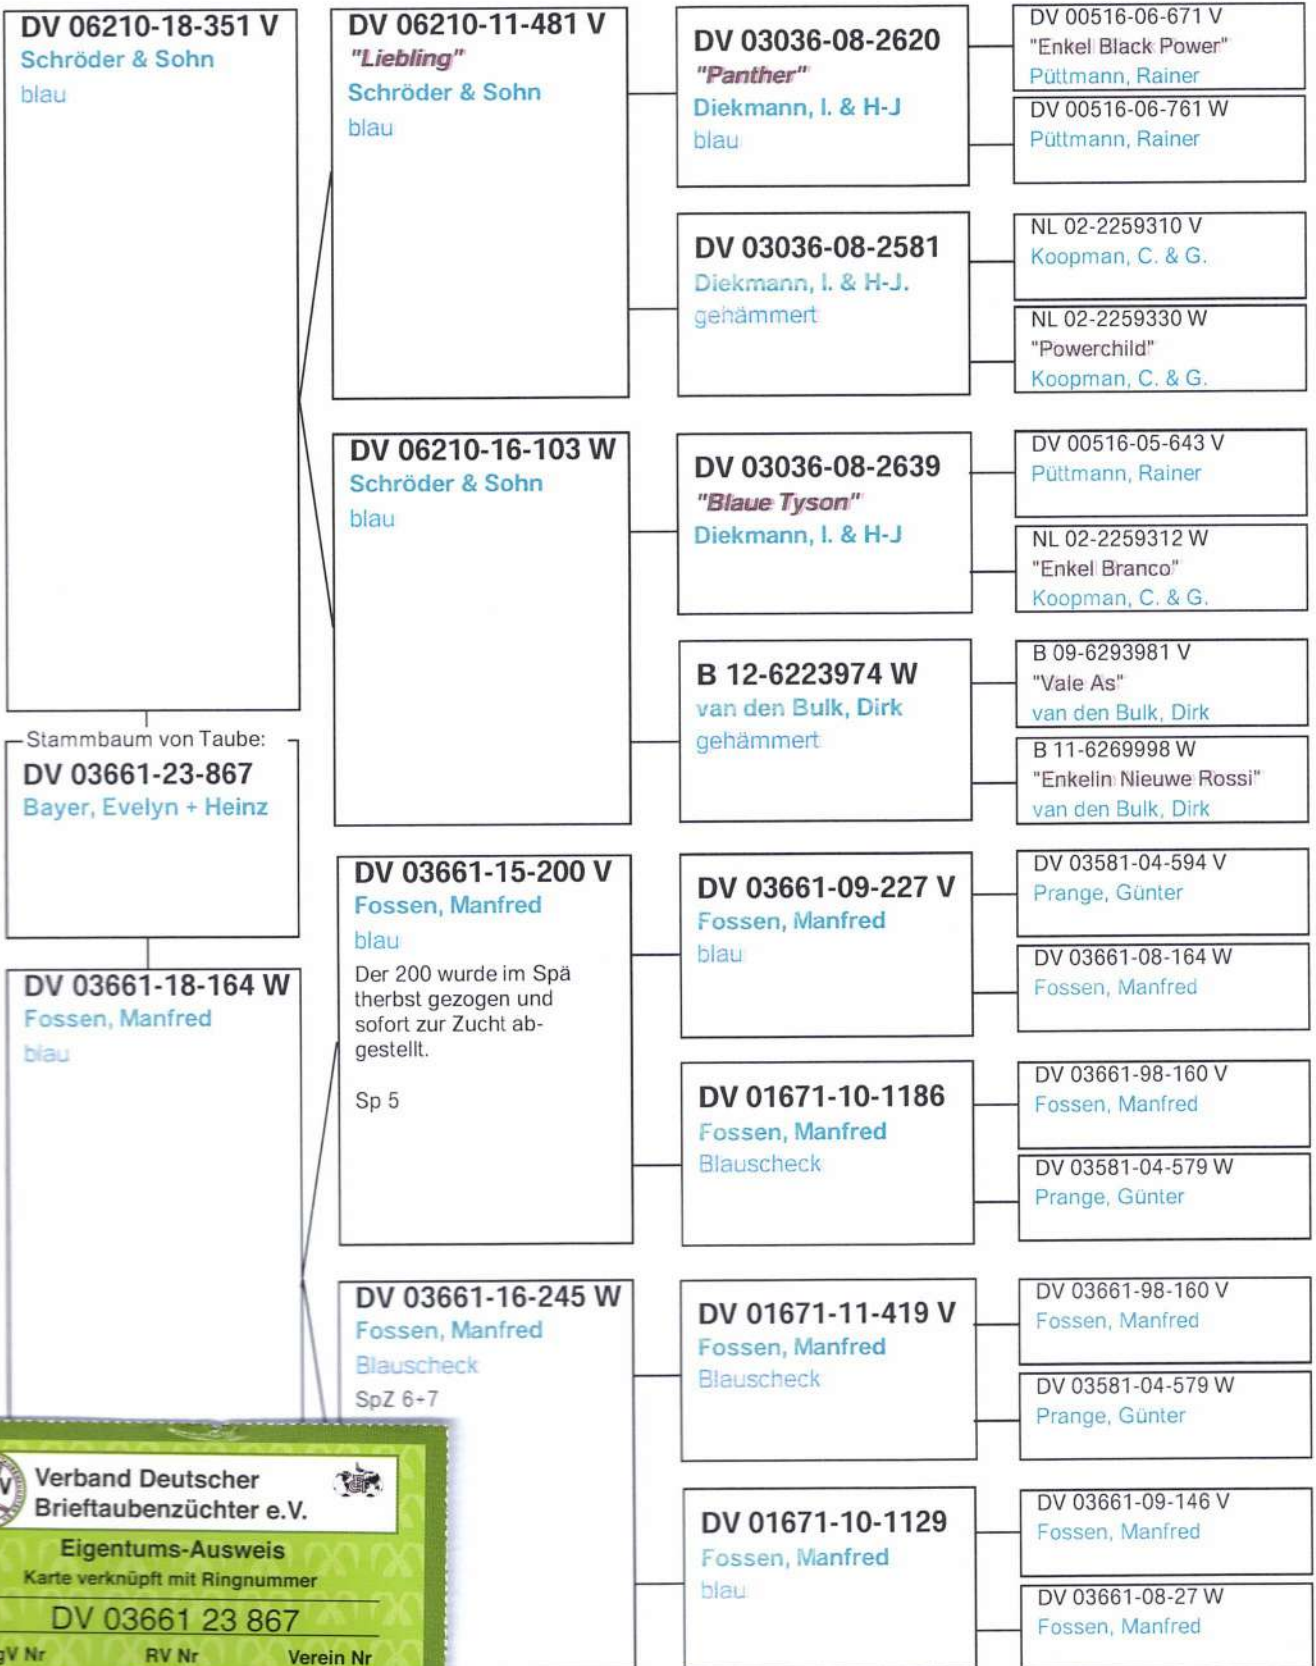 DV 06210-18-351 V
Schröder & Sohn
blau
Stammbaum von Taube:
DV 03661-23-867
Bayer, Evelyn + Heinz
DV 03661-18-164 W
Fossen, Manfred
blau
DV 06210-11-481 V
"Liebling"
Schröder & Sohn
blau
DV 06210-16-103 W
Schröder & Sohn
blau
DV 03661-15-200 V
Fossen, Manfred
blau
Der 200 wurde im Spä
therbst gezogen und
sofort zur Zucht ab-
gestellt.
Sp 5
DV 03661-16-245 W
Fossen, Manfred
Blauscheck
SpZ 6+7
DV 03036-08-2620
"Panther"
Diekmann, I. & H-J
blau
DV 03036-08-2581
Diekmann, I. & H-J.
gehämmert
DV 03036-08-2639
"Blaue Tyson"
Diekmann, I. & H-J
B 12-6223974 W
van den Bulk, Dirk
gehämmert
DV 03661-09-227 V
Fossen, Manfred
blau
DV 01671-10-1186
Fossen, Manfred
Blauscheck
DV 01671-11-419 V
Fossen, Manfred
Blauscheck
DV 01671-10-1129
Fossen, Manfred
blau
DV 00516-06-671 V
"Enkel Black Power"
Püttmann, Rainer
DV 00516-06-761 W
Püttmann, Rainer
NL 02-2259310 V
Koopman, C. & G.
NL 02-2259330 W
"Powerchild"
Koopman, C. & G.
DV 00516-05-643 V
Püttmann, Rainer
NL 02-2259312 W
"Enkel Branco"
Koopman, C. & G.
B 09-6293981 V
"Vale As"
van den Bulk, Dirk
B 11-6269998 W
"Enkelin Nieuwe Rossi"
van den Bulk, Dirk
DV 03581-04-594 V
Prange, Günter
DV 03661-08-164 W
Fossen, Manfred
DV 03661-98-160 V
Fossen, Manfred
DV 03581-04-579 W
Prange, Günter
DV 03661-98-160 V
Fossen, Manfred
DV 03581-04-579 W
Prange, Günter
DV 03661-09-146 V
Fossen, Manfred
DV 03661-08-27 W
Fossen, Manfred
Verband Deutscher
Brieftaubenzüchter e.V.
Eigentums-Ausweis
Karte verknüpft mit Ringnummer
DV 03661 23 867
gV Nr RV Nr Verein Nr